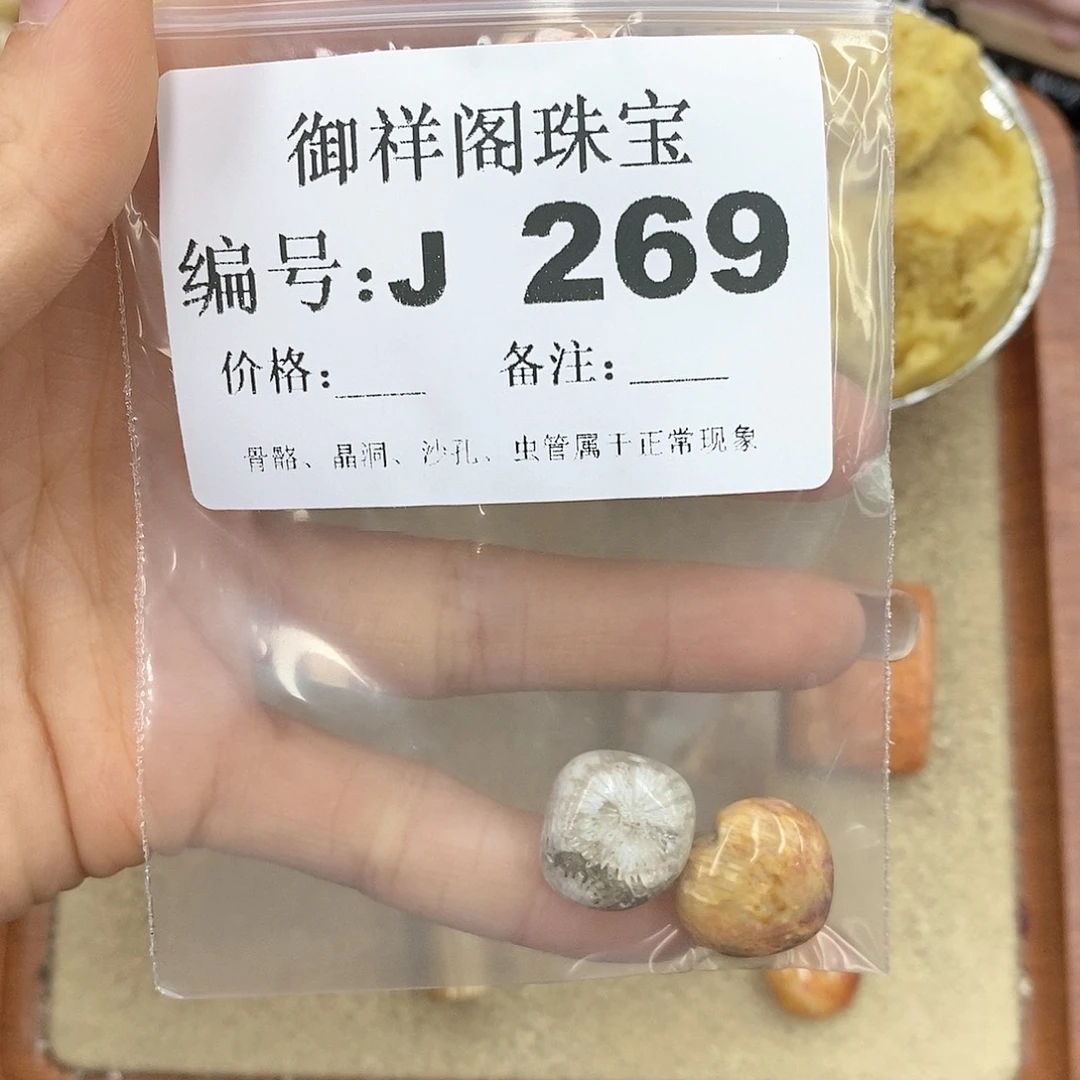 御祥阁珠宝
编号:J 269
价格:___ 备注:____
骨骼、晶洞、沙孔、虫管属于正常现象